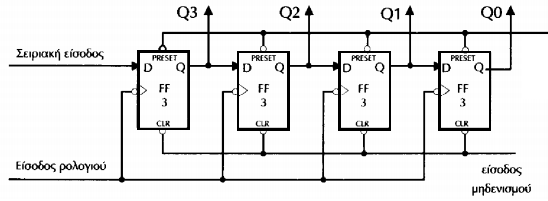 Q3 Q2 Q1 Q0
PRESET PRESET PRESET PRESET
Σειριακή είσοδος
D Q D Q D Q D Q
FF FF FF FF
3 3 3 3
CLR CLR CLR CLR
Είσοδος ρολογιού
είσοδος
μηδενισμού